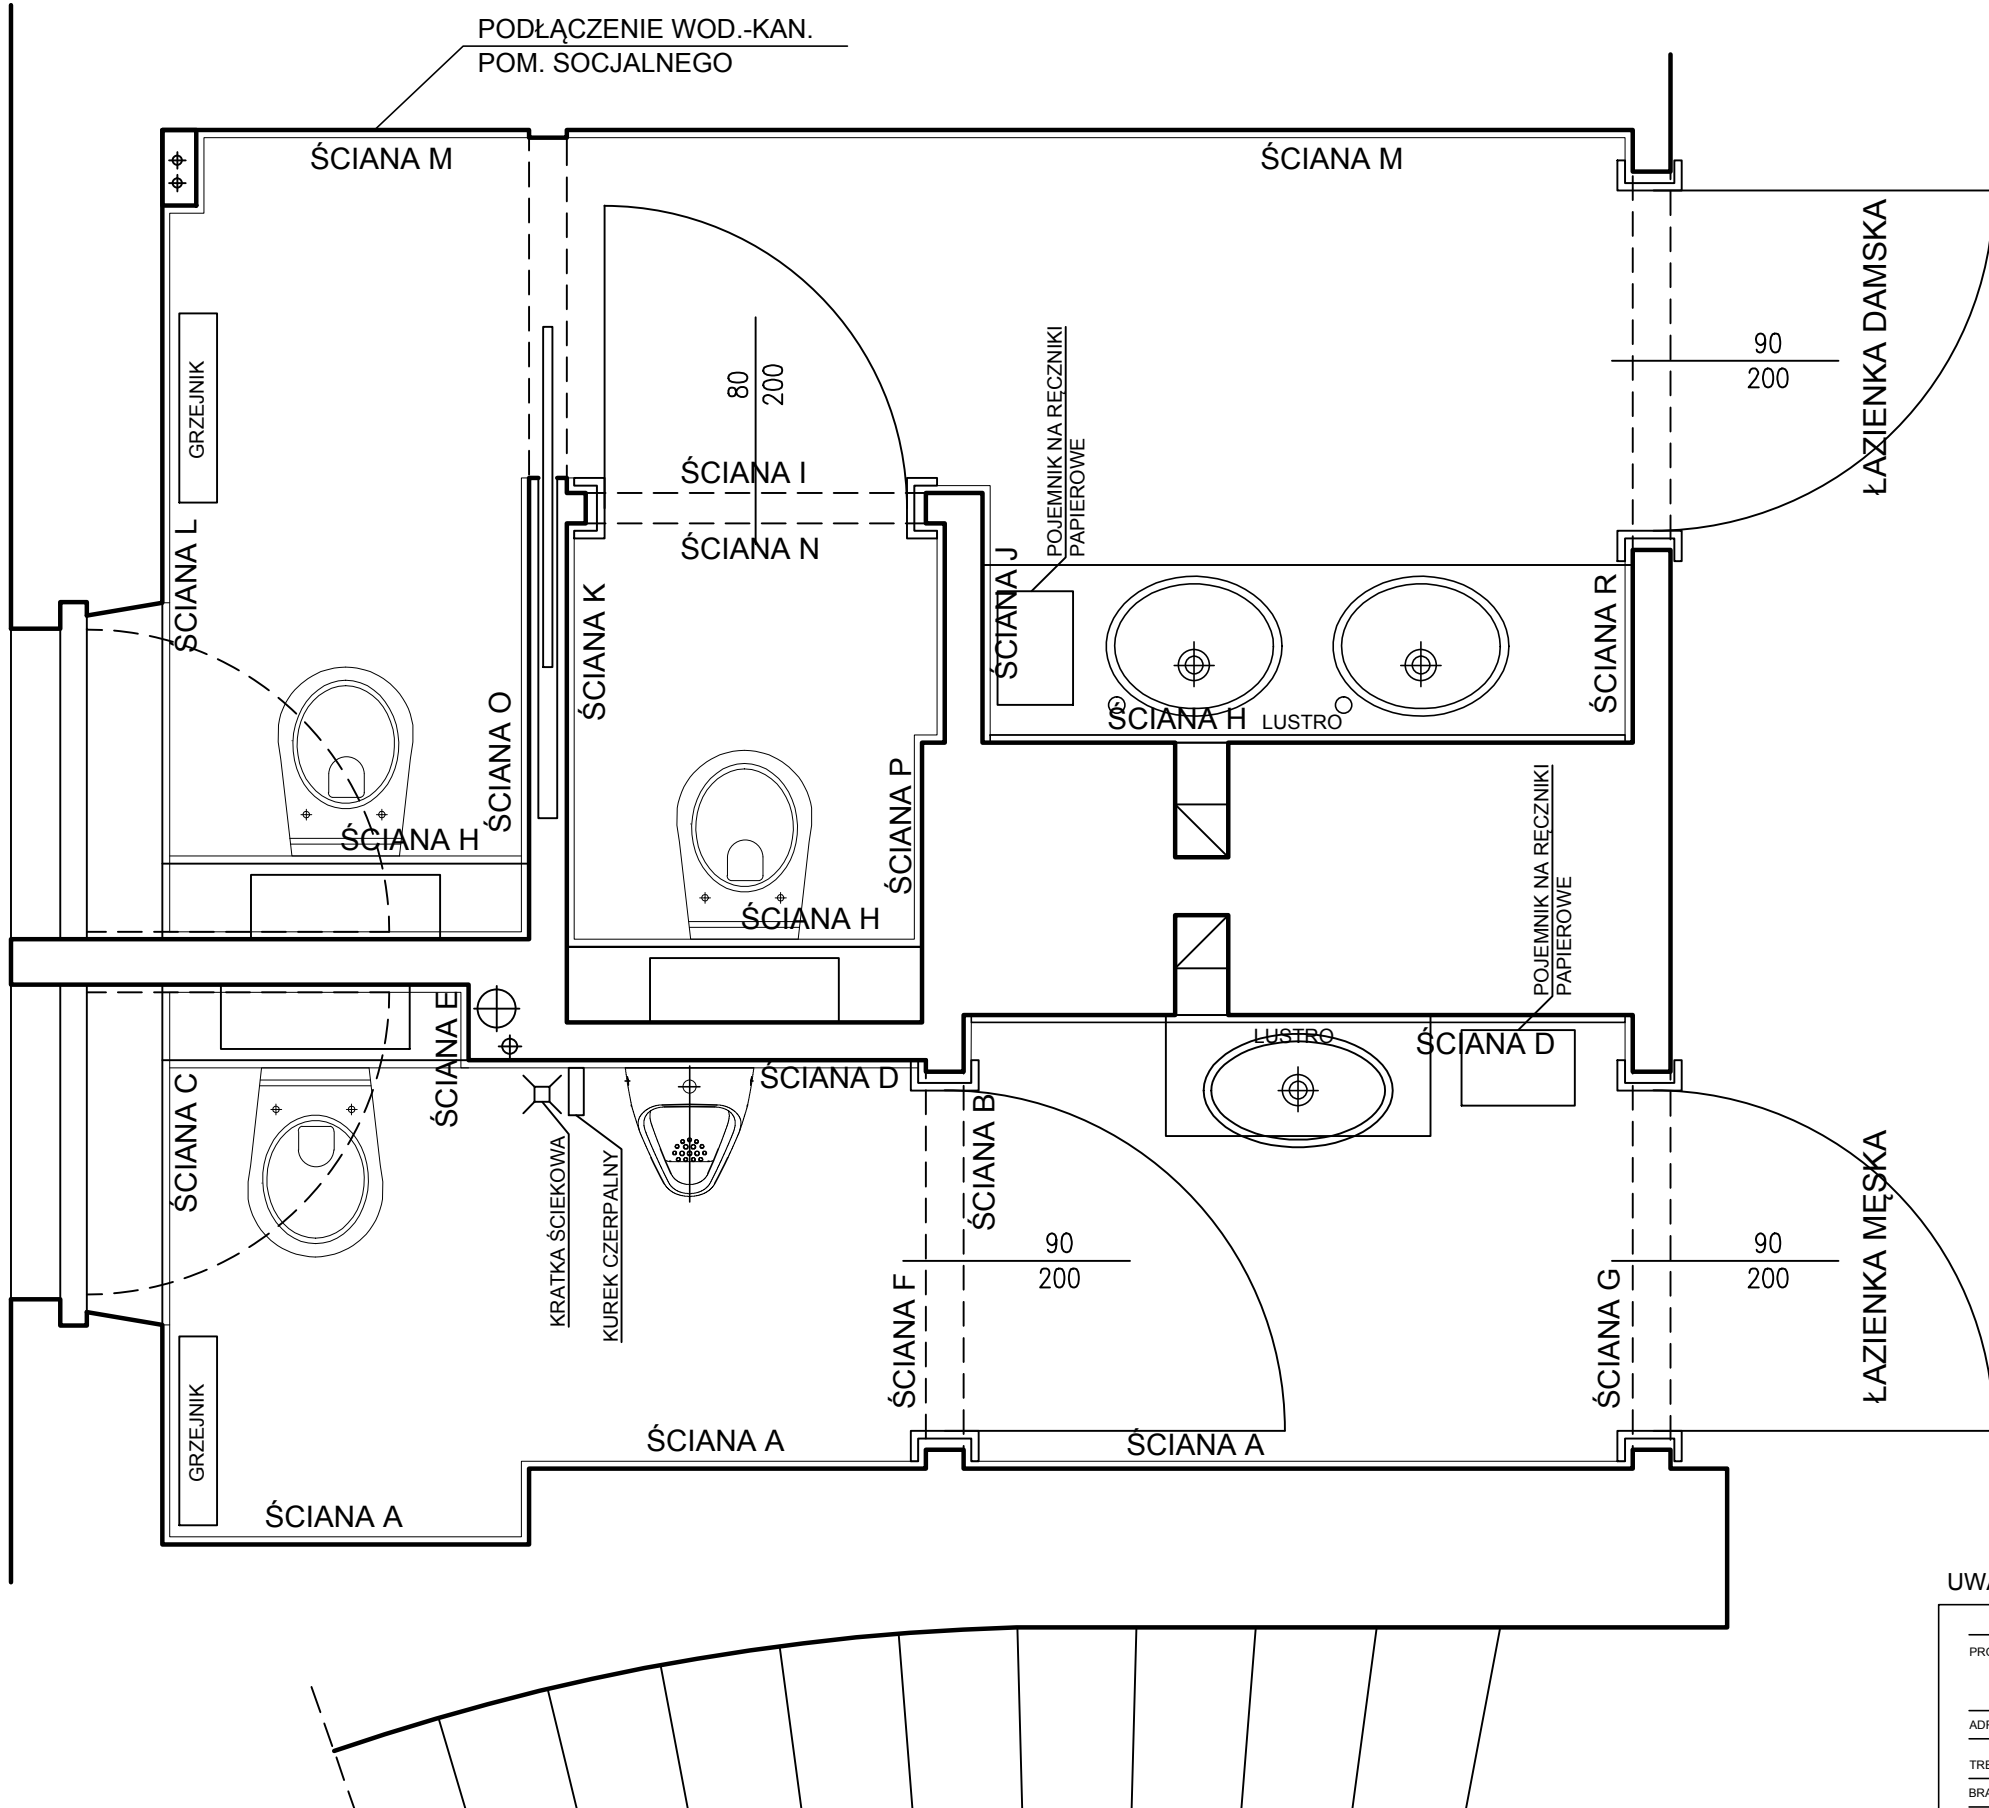 PODŁĄCZENIE WOD.-KAN.
POM. SOCJALNEGO
ŚCIANA M
ŚCIANA M
ŁAZIENKA DAMSKA
90
200
80
200
GRZEJNIK
POJEMNIK NA RĘCZNIKI
PAPIEROWE
ŚCIANA I
ŚCIANA N
ŚCIANA L
ŚCIANA K
ŚCIANA J
ŚCIANA R
ŚCIANA O
ŚCIANA H LUSTRO
ŚCIANA P
ŚCIANA H
ŚCIANA H
POJEMNIK NA RĘCZNIKI
PAPIEROWE
ŚCIANA E
LUSTRO
ŚCIANA D
ŚCIANA D
ŚCIANA C
ŚCIANA B
KRATKA ŚCIEKOWA
KUREK CZERPALNY
90
200
90
200
ŁAZIENKA MĘSKA
ŚCIANA F
ŚCIANA G
GRZEJNIK
ŚCIANA A
ŚCIANA A
ŚCIANA A